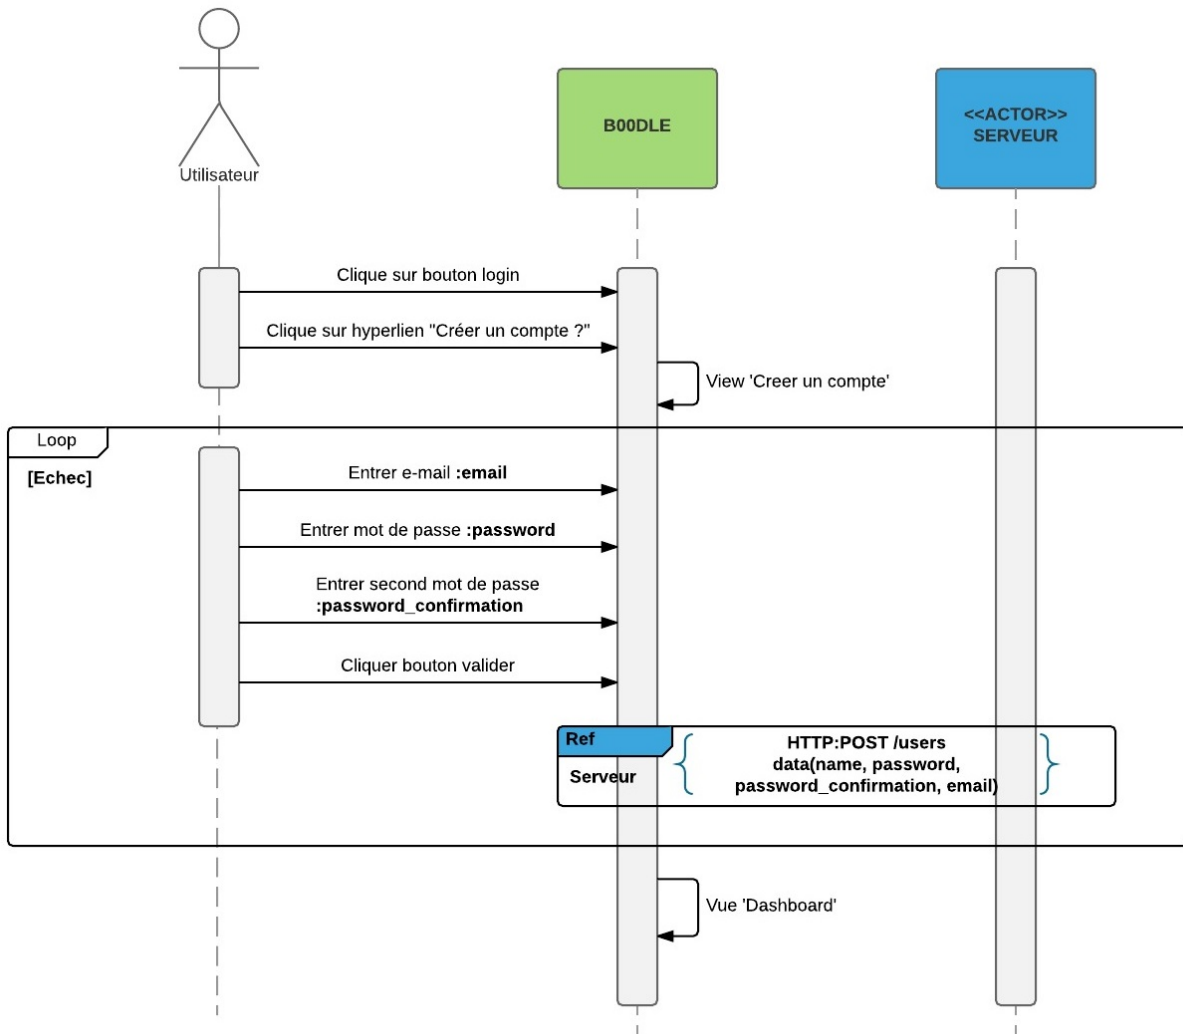 Utilisateur
B00DLE
<<ACTOR>>
SERVEUR
Clique sur bouton login
Clique sur hyperlien "Créer un compte ?"
View 'Creer un compte'
Loop
[Echec]
Entrer e-mail :email
Entrer mot de passe :password
Entrer second mot de passe
:password_confirmation
Cliquer bouton valider
Ref
Serveur
HTTP:POST /users
data(name, password,
password_confirmation, email)
Vue 'Dashboard'